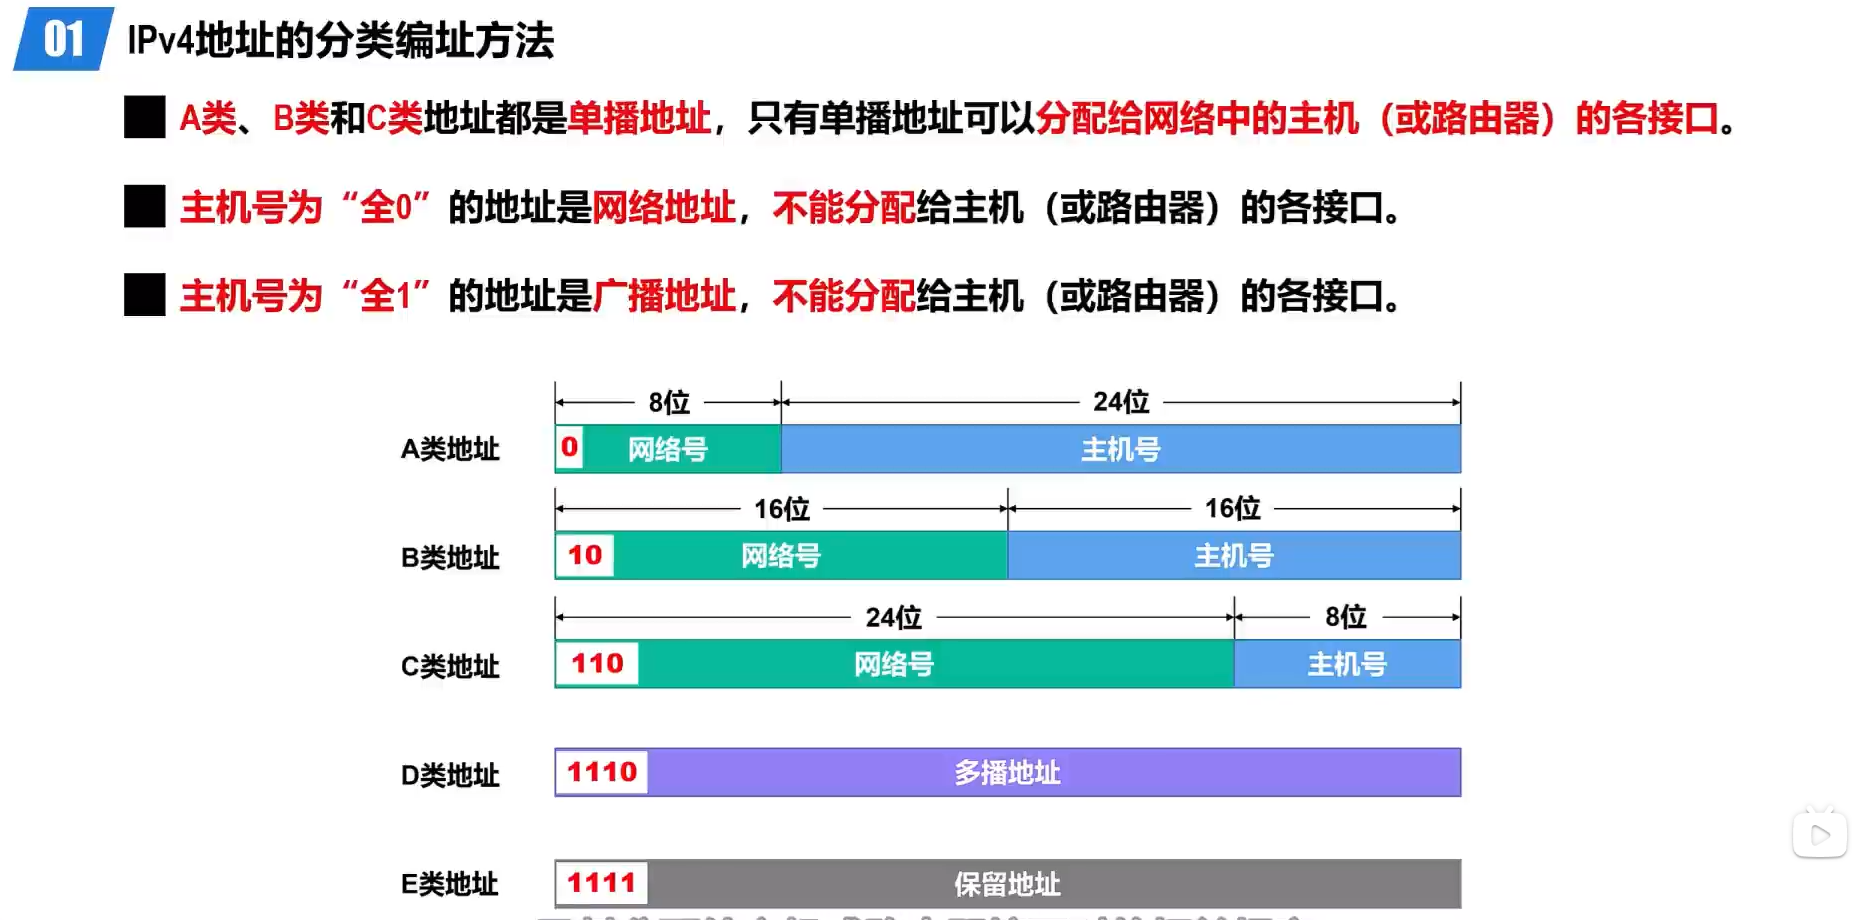 01 IPv4地址的分类编址方法
A类、B类和C类地址都是单播地址，只有单播地址可以分配给网络中的主机（或路由器）的各接口。
主机号为“全0”的地址是网络地址，不能分配给主机（或路由器）的各接口。
主机号为“全1”的地址是广播地址，不能分配给主机（或路由器）的各接口。
8位 24位
A类地址 0 网络号 主机号
16位 16位
B类地址 10 网络号 主机号
24位 8位
C类地址 110 网络号 主机号
D类地址 1110 多播地址
E类地址 1111 保留地址